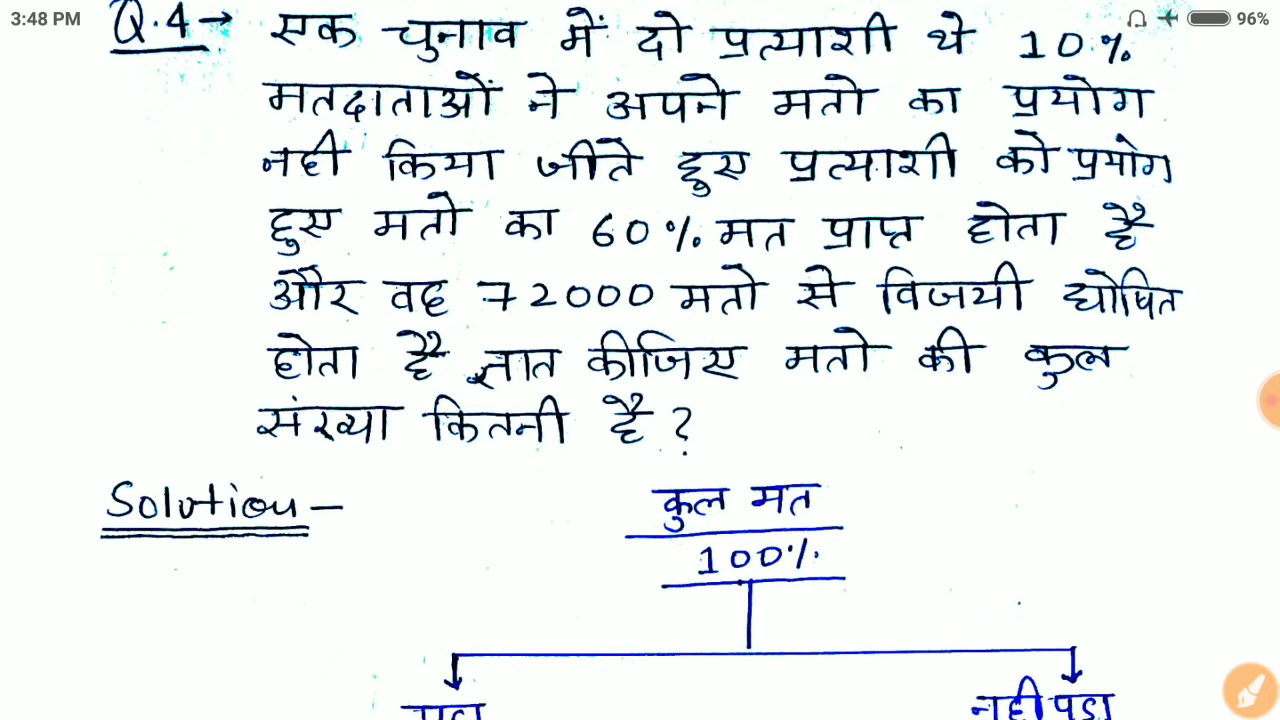 3:48 PM
96%
Q.4→ एक चुनाव में दो प्रत्याशी थे 10%
मतदाताओं ने अपने मतो का प्रयोग
नही किया जीते हुए प्रत्याशी को प्रयोग
हुए मतो का 60% मत प्राप्त होता है
और वह 72000 मतो से विजयी घोषित
होता है ज्ञात कीजिए मतो की कुल
संख्या कितनी है ?
Solution -
कुल मत
100%
नही पड़ा